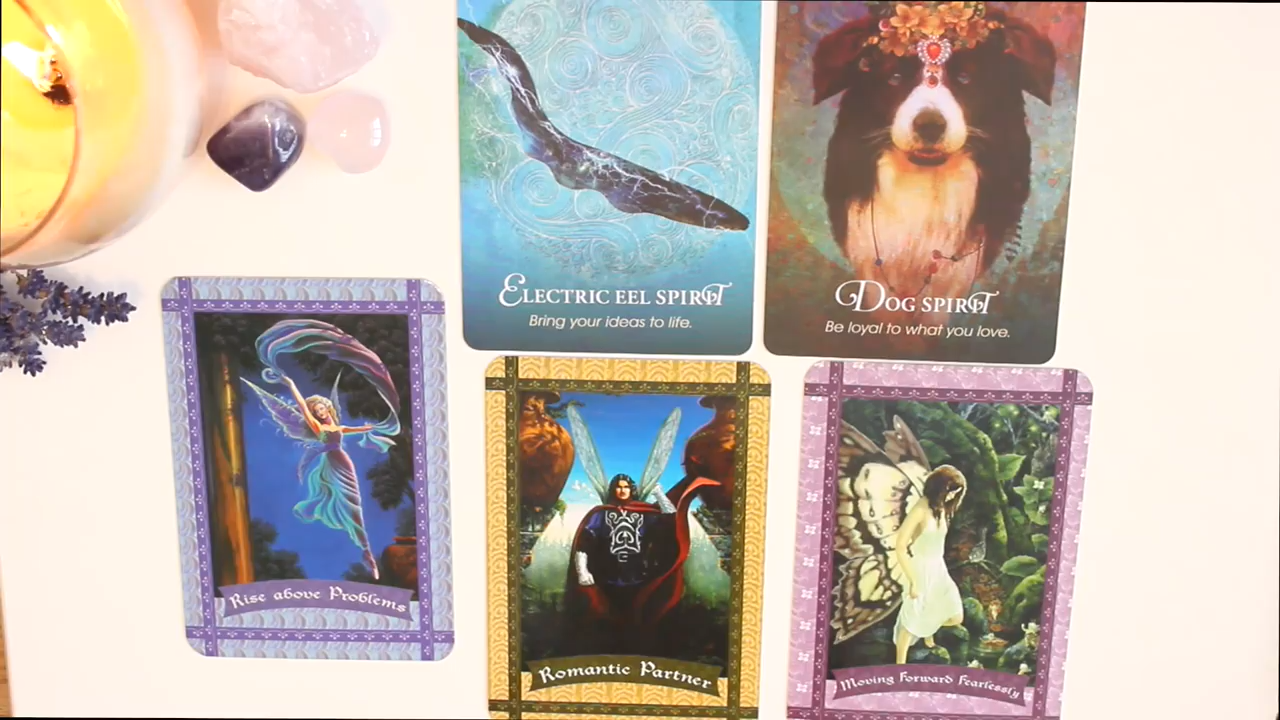 Electric eel spirit
Bring your ideas to life.
Dog spirit
Be loyal to what you love.
Rise above Problems
Romantic Partner
Moving Forward Fearlessly